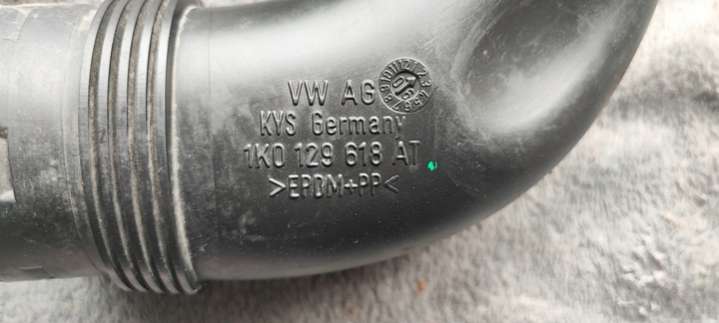 VW AG
KYS Germany
1K0 129 618 AT
>EPDM+PP<